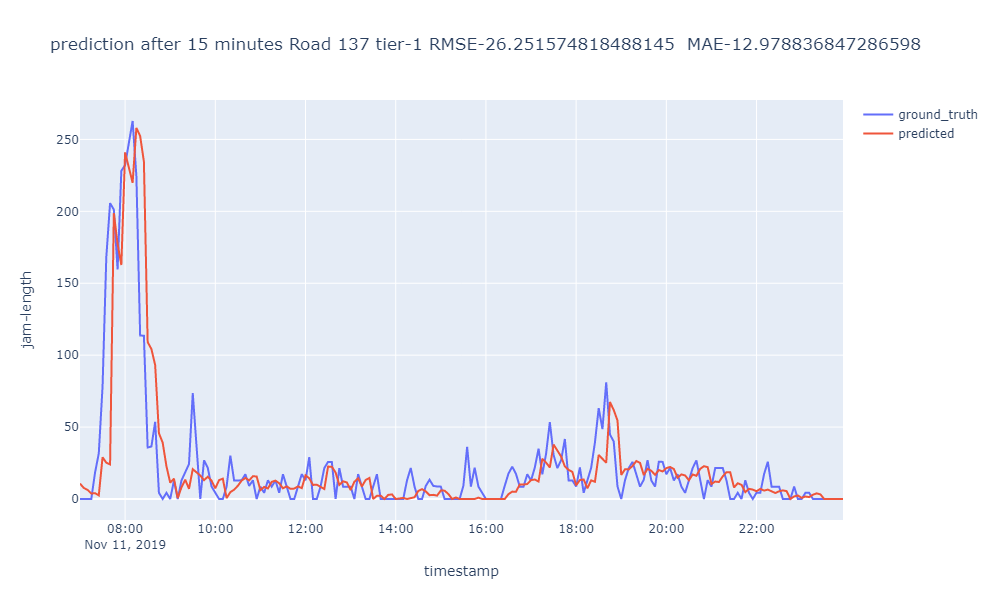 prediction after 15 minutes Road 137 tier-1 RMSE-26.251574818488145  MAE-12.978836847286598
ground_truth
predicted
250
200
150
100
50
0
jam-length
08:00 10:00 12:00 14:00 16:00 18:00 20:00 22:00
Nov 11, 2019
timestamp